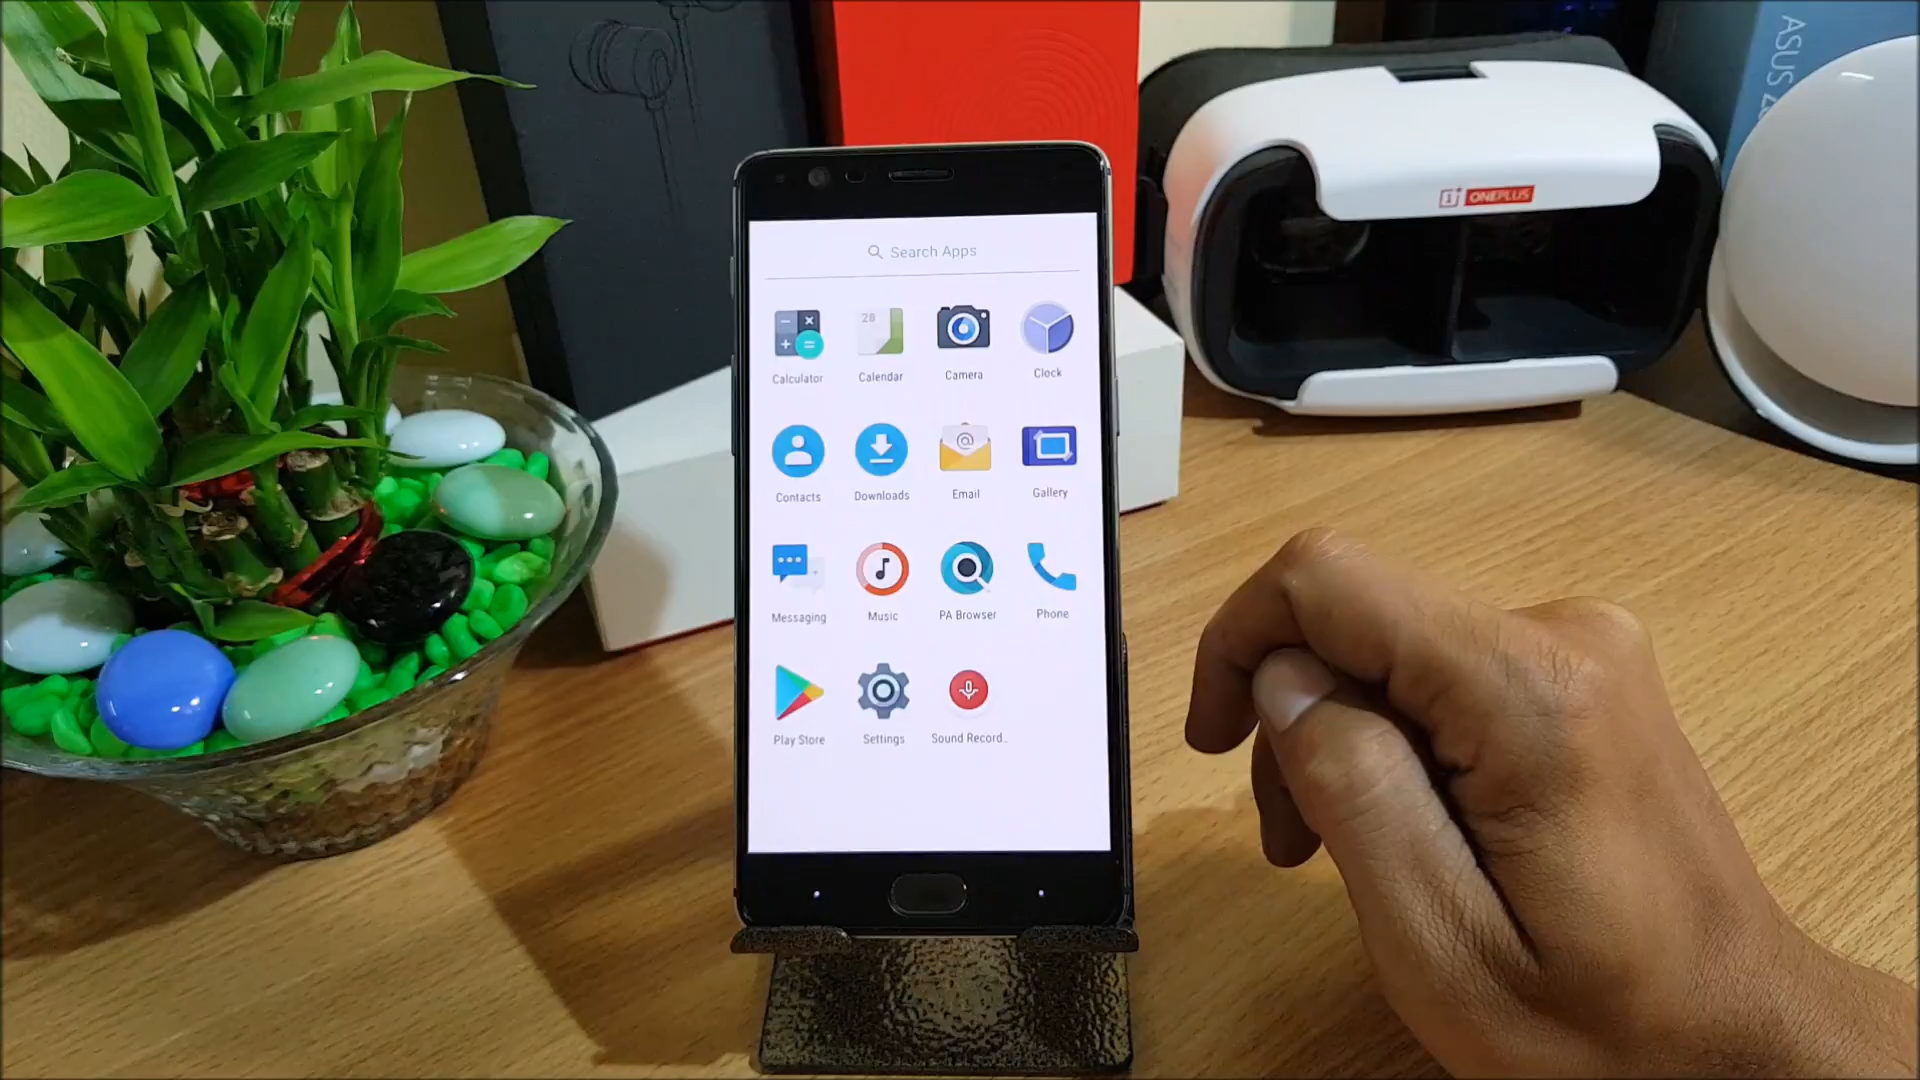 ASUS
ONEPLUS
Search Apps
28
Calculator
Calendar
Camera
Clock
Contacts
Downloads
Email
Gallery
Messaging
Music
PA Browser
Phone
Play Store
Settings
Sound Record..